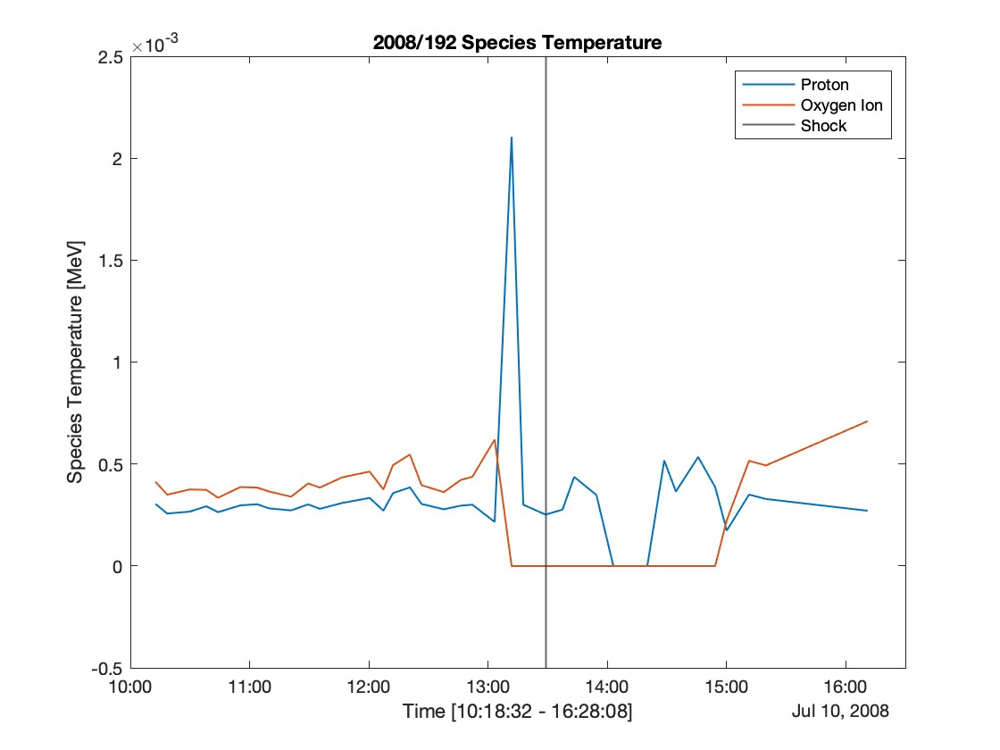 2008/192 Species Temperature
×10-3
2.5
2
1.5
1
0.5
0
-0.5
Species Temperature [MeV]
Proton
Oxygen Ion
Shock
10:00 11:00 12:00 13:00 14:00 15:00 16:00
Time [10:18:32 - 16:28:08]
Jul 10, 2008